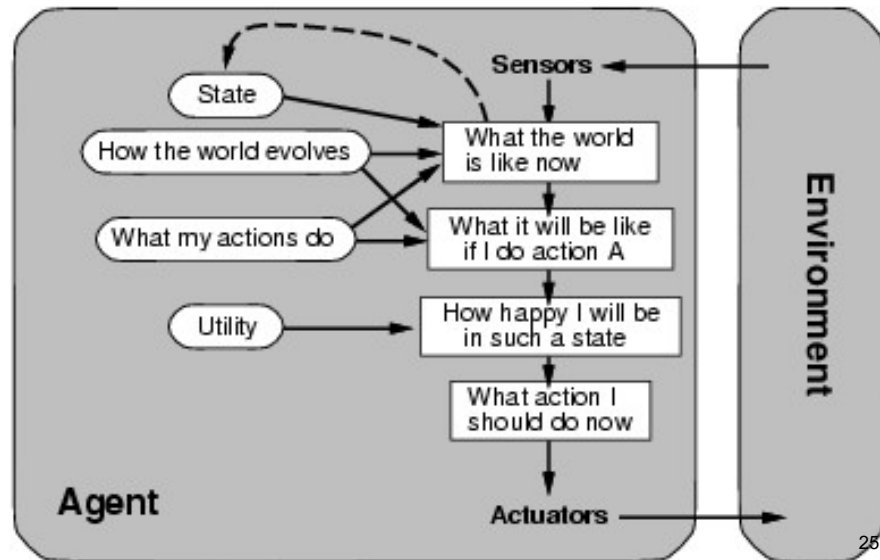 Sensors
State
What the world
is like now
How the world evolves
What it will be like
if I do action A
What my actions do
How happy I will be
in such a state
Utility
What action I
should do now
Agent
Actuators
Environment
25